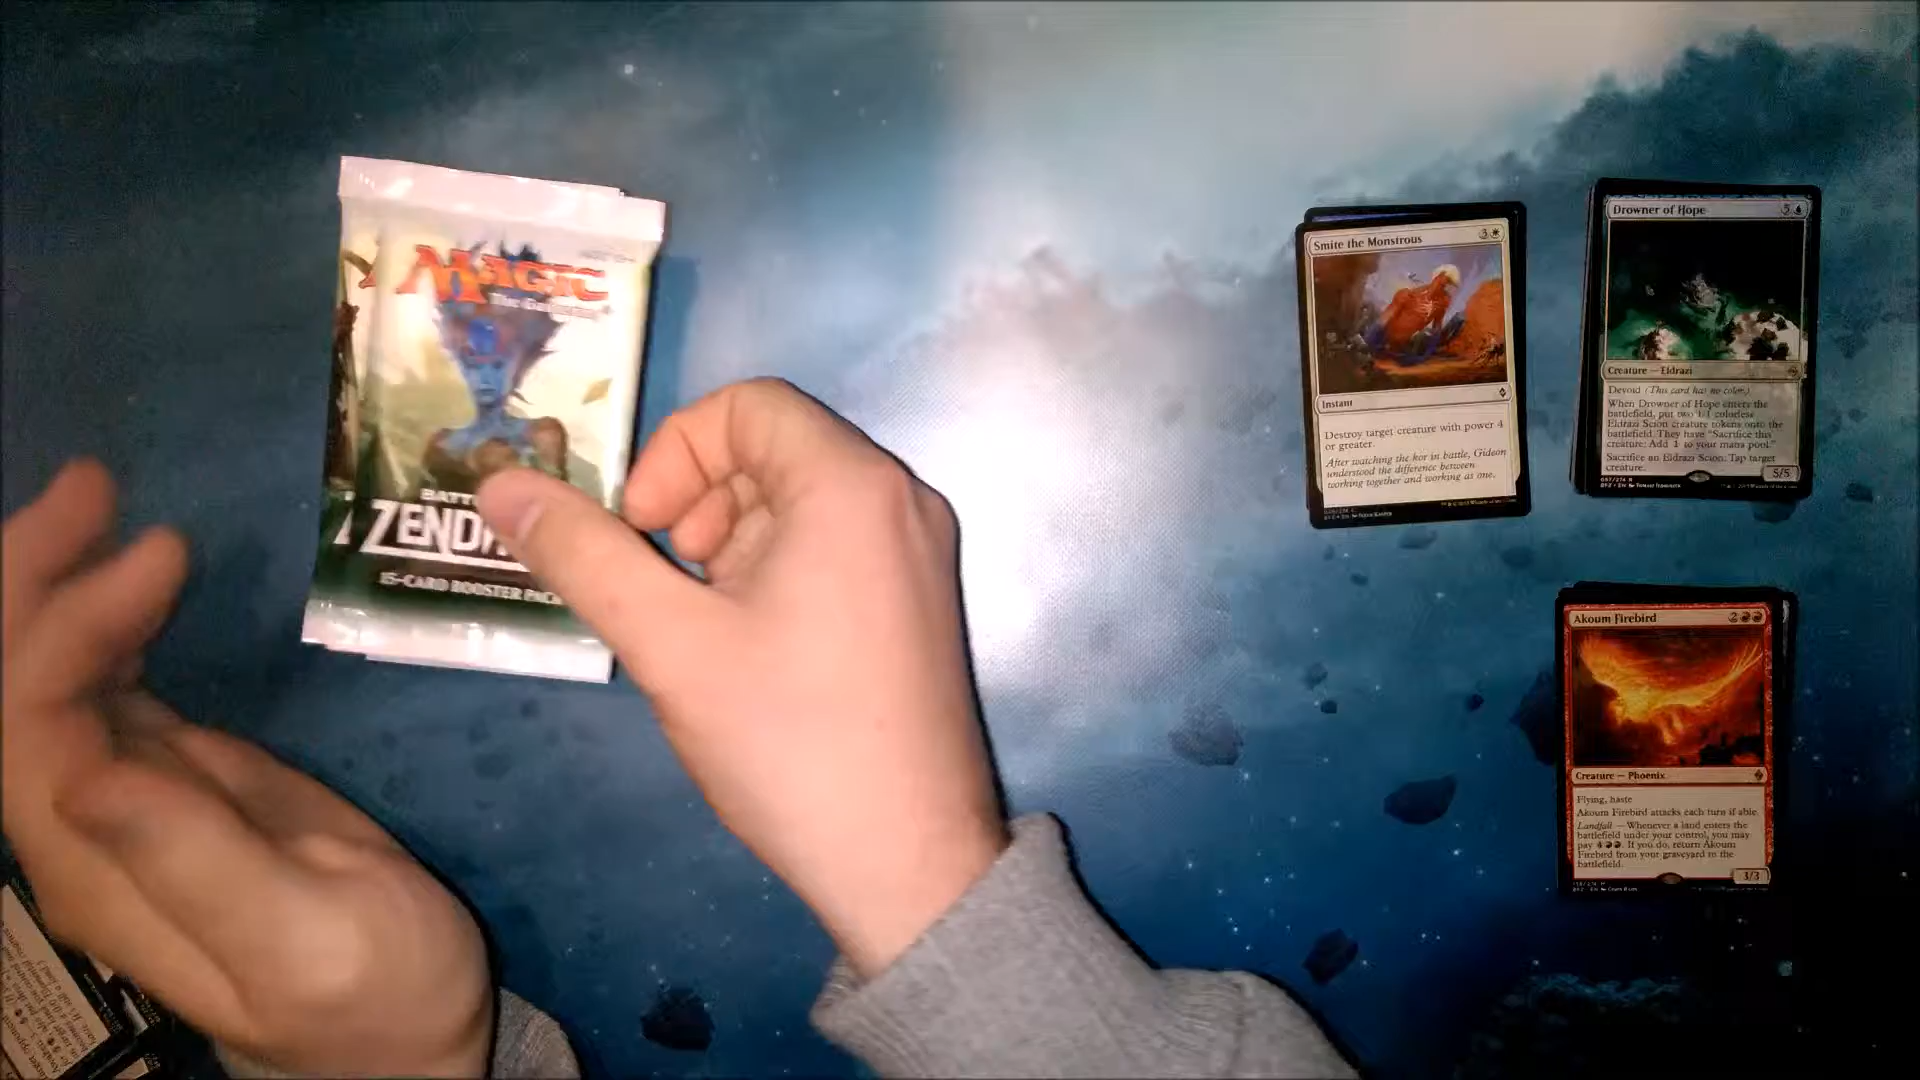 MAGIC
The Gathering
ZEND
15-CARD BOOSTER PACK
Smite the Monstrous 3
Instant
Destroy target creature with power 4
or greater.
After watching the kor in battle, Gideon
understood the difference between
working together and working as one.
Drowner of Hope 5
Creature — Eldrazi
Devoid (This card has no color.)
When Drowner of Hope enters the
battlefield, put two 1/1 colorless
Eldrazi Scion creature tokens onto the
battlefield. They have "Sacrifice this
creature: Add 1 to your mana pool."
Sacrifice an Eldrazi Scion: Tap target
creature.
5/5
Akoum Firebird 2
Creature — Phoenix
Flying, haste
Akoum Firebird attacks each turn if able.
Landfall — Whenever a land enters the
battlefield under your control, you may
pay 4. If you do, return Akoum
Firebird from your graveyard to the
battlefield.
3/3